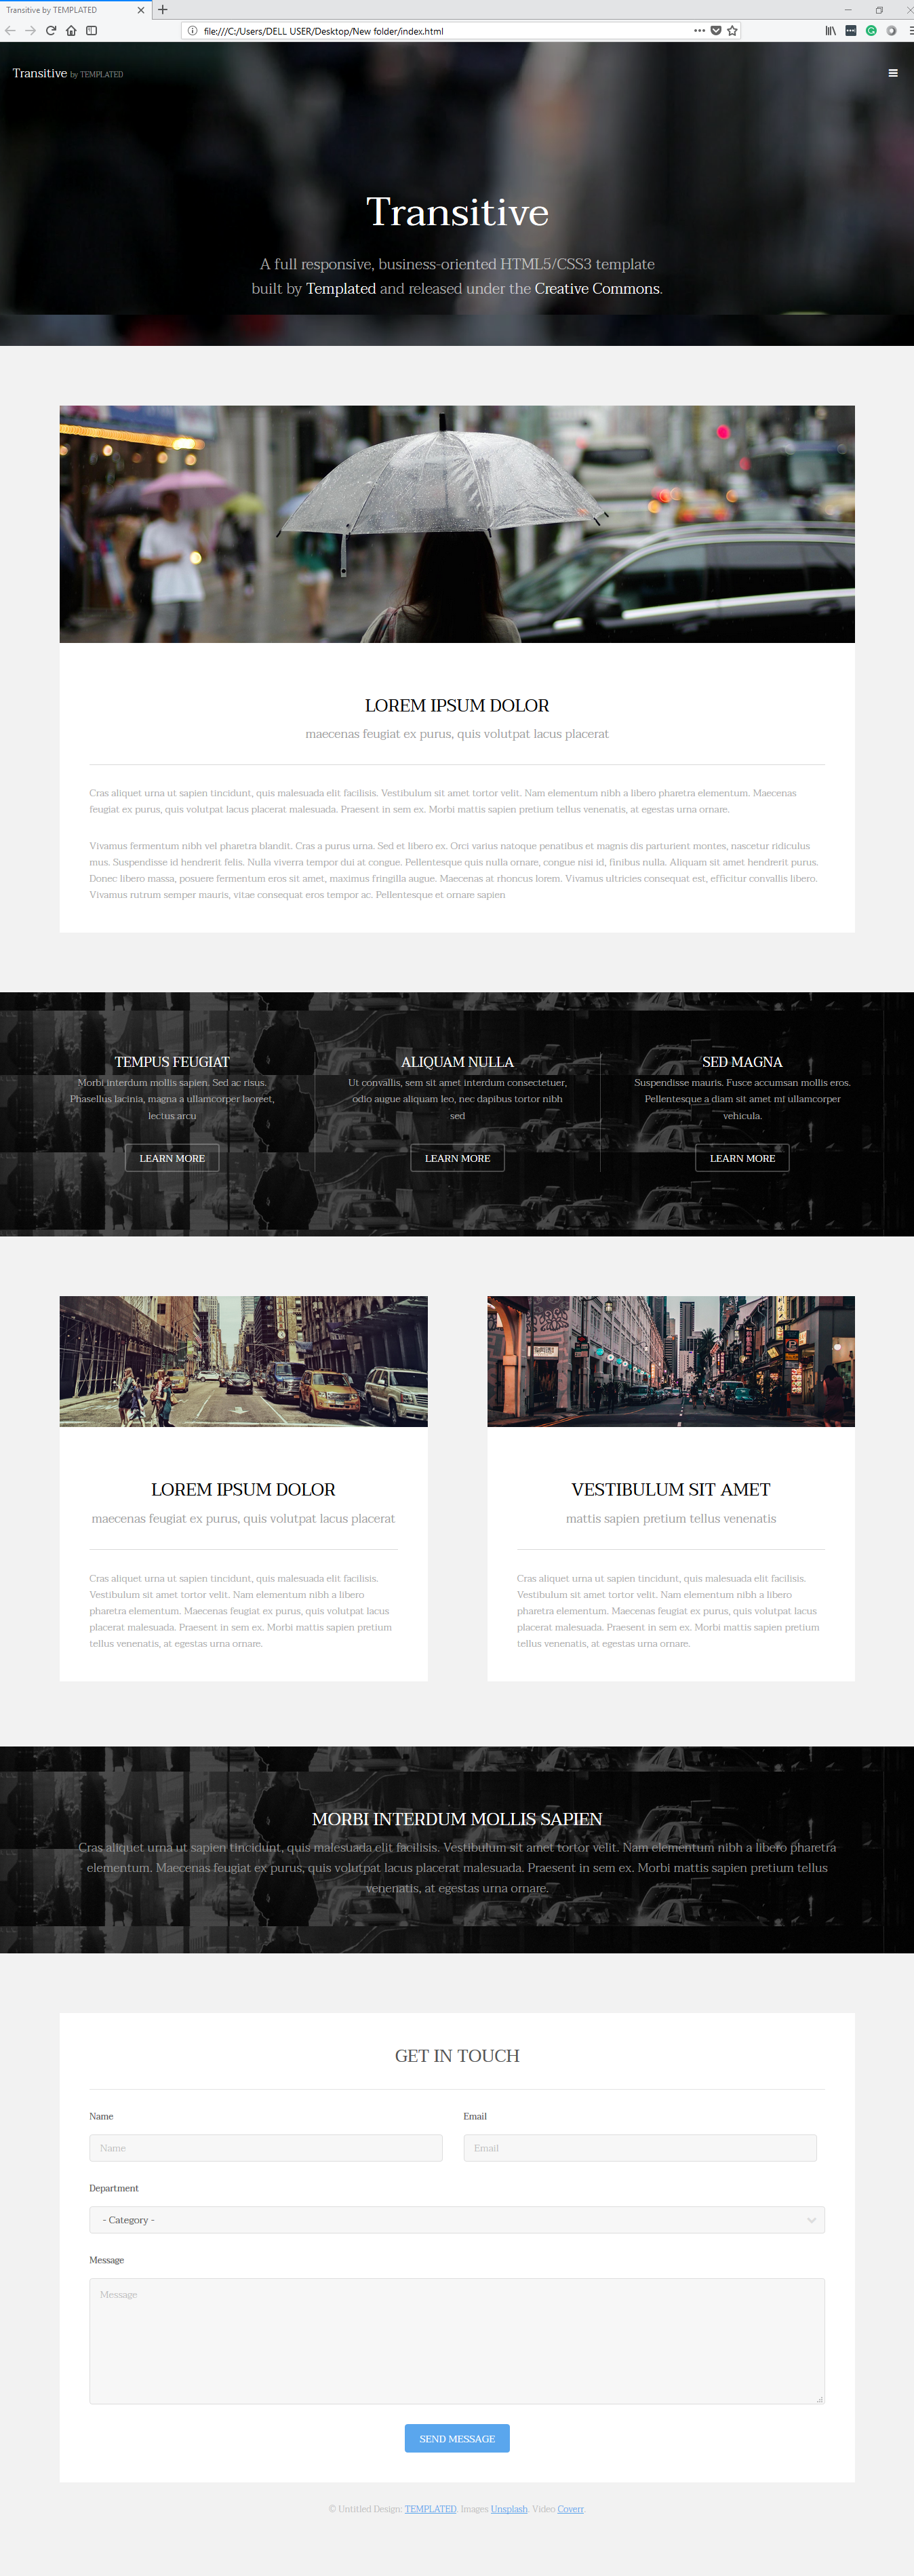 Transitive by TEMPLATED
file:///C:/Users/DELL USER/Desktop/New folder/index.html
Transitive by TEMPLATED
Transitive
A full responsive, business-oriented HTML5/CSS3 template
built by Templated and released under the Creative Commons.
LOREM IPSUM DOLOR
maecenas feugiat ex purus, quis volutpat lacus placerat
Cras aliquet urna ut sapien tincidunt, quis malesuada elit facilisis. Vestibulum sit amet tortor velit. Nam elementum nibh a libero pharetra elementum. Maecenas
feugiat ex purus, quis volutpat lacus placerat malesuada. Praesent in sem ex. Morbi mattis sapien pretium tellus venenatis, at egestas urna ornare.
Vivamus fermentum nibh vel pharetra blandit. Cras a purus urna. Sed et libero ex. Orci varius natoque penatibus et magnis dis parturient montes, nascetur ridiculus
mus. Suspendisse id hendrerit felis. Nulla viverra tempor dui at congue. Pellentesque quis nulla ornare, congue nisi id, finibus nulla. Aliquam sit amet hendrerit purus.
Donec libero massa, posuere fermentum eros sit amet, maximus fringilla augue. Maecenas at rhoncus lorem. Vivamus ultricies consequat est, efficitur convallis libero.
Vivamus rutrum semper mauris, vitae consequat eros tempor ac. Pellentesque et ornare sapien
TEMPUS FEUGIAT
Morbi interdum mollis sapien. Sed ac risus.
Phasellus lacinia, magna a ullamcorper laoreet,
lectus arcu
LEARN MORE
ALIQUAM NULLA
Ut convallis, sem sit amet interdum consectetuer,
odio augue aliquam leo, nec dapibus tortor nibh
sed
LEARN MORE
SED MAGNA
Suspendisse mauris. Fusce accumsan mollis eros.
Pellentesque a diam sit amet mi ullamcorper
vehicula.
LEARN MORE
LOREM IPSUM DOLOR
maecenas feugiat ex purus, quis volutpat lacus placerat
Cras aliquet urna ut sapien tincidunt, quis malesuada elit facilisis.
Vestibulum sit amet tortor velit. Nam elementum nibh a libero
pharetra elementum. Maecenas feugiat ex purus, quis volutpat lacus
placerat malesuada. Praesent in sem ex. Morbi mattis sapien pretium
tellus venenatis, at egestas urna ornare.
VESTIBULUM SIT AMET
mattis sapien pretium tellus venenatis
Cras aliquet urna ut sapien tincidunt, quis malesuada elit facilisis.
Vestibulum sit amet tortor velit. Nam elementum nibh a libero
pharetra elementum. Maecenas feugiat ex purus, quis volutpat lacus
placerat malesuada. Praesent in sem ex. Morbi mattis sapien pretium
tellus venenatis, at egestas urna ornare.
MORBI INTERDUM MOLLIS SAPIEN
Cras aliquet urna ut sapien tincidunt, quis malesuada elit facilisis. Vestibulum sit amet tortor velit. Nam elementum nibh a libero pharetra
elementum. Maecenas feugiat ex purus, quis volutpat lacus placerat malesuada. Praesent in sem ex. Morbi mattis sapien pretium tellus
venenatis, at egestas urna ornare.
GET IN TOUCH
Name
Email
Name
Email
Department
- Category -
Message
Message
SEND MESSAGE
© Untitled Design: TEMPLATED. Images Unsplash. Video Coverr.